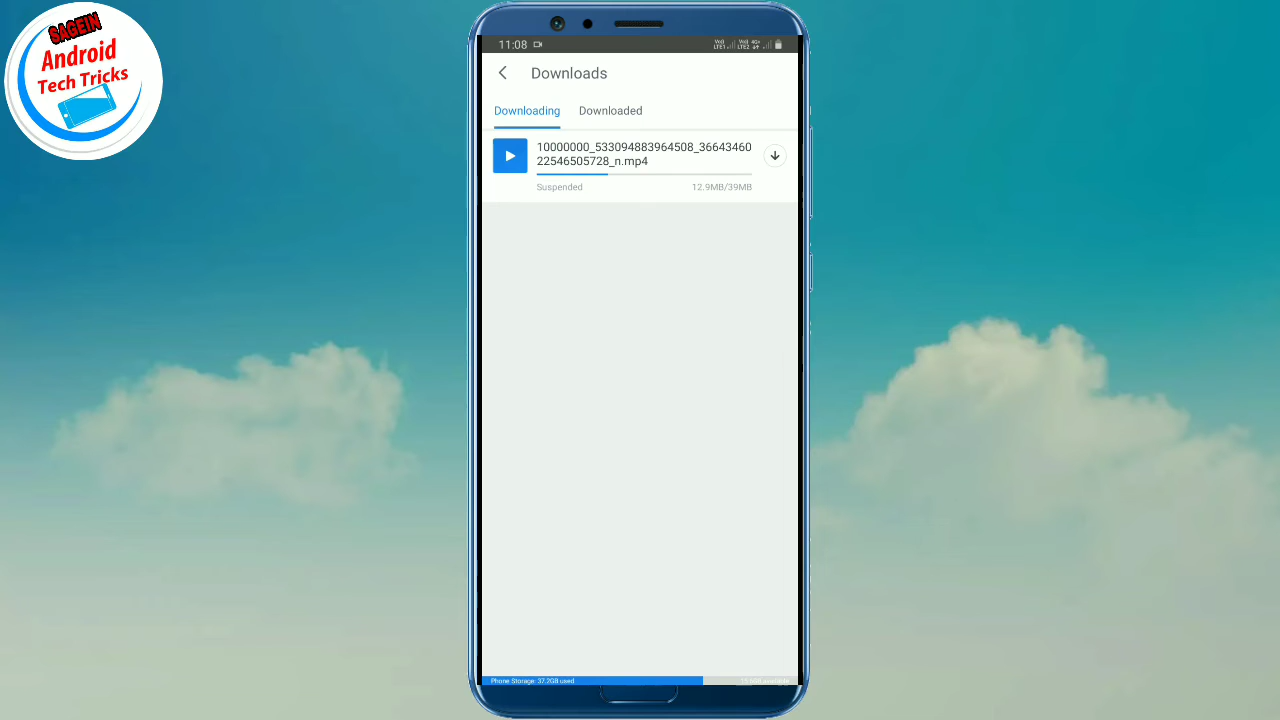 SAGEIN
Android
Tech Tricks
11:08
Downloads
Downloading
Downloaded
10000000_533094883964508_36643460
22546505728_n.mp4
Suspended
12.9MB/39MB
Phone Storage: 37.2GB used
available